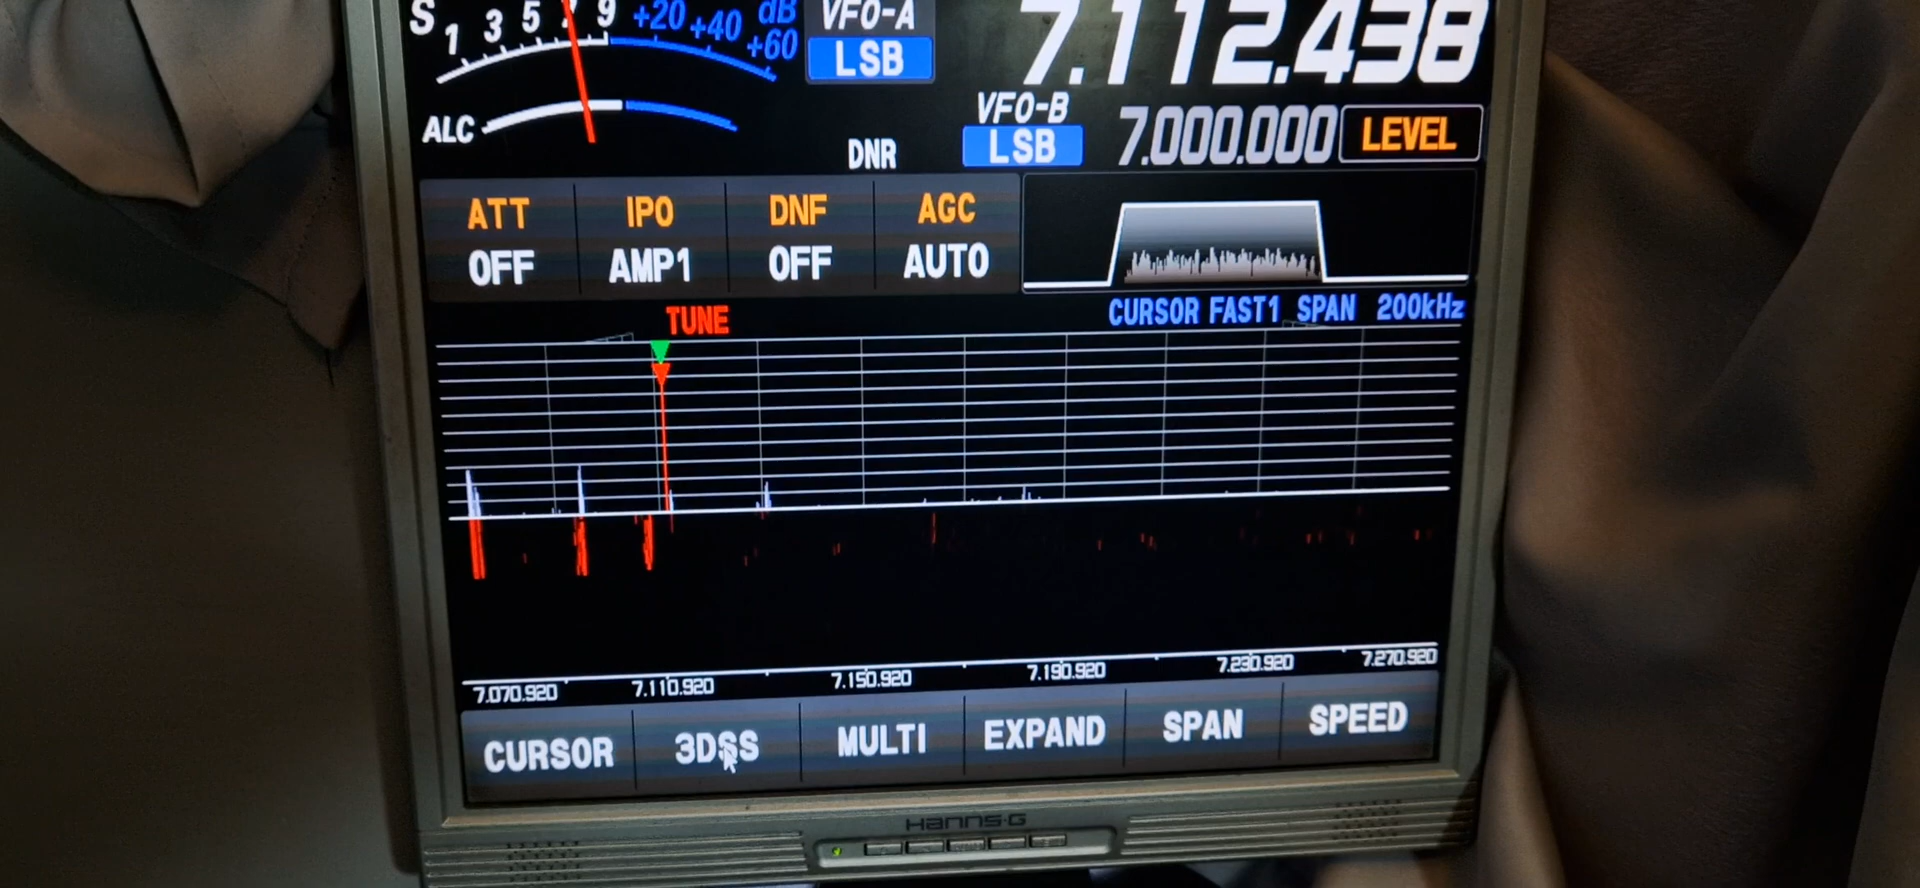 S 1 3 5 7 9 +20 +40 dB +60
VFO-A
LSB
7.112.438
ALC
DNR
VFO-B
LSB
7.000.000
LEVEL
ATT IPO DNF AGC
OFF AMP1 OFF AUTO
TUNE
CURSOR FAST1 SPAN 200kHz
7.070.920 7.110.920 7.150.920 7.190.920 7.230.920 7.270.920
CURSOR 3DSS MULTI EXPAND SPAN SPEED
HANNS-G